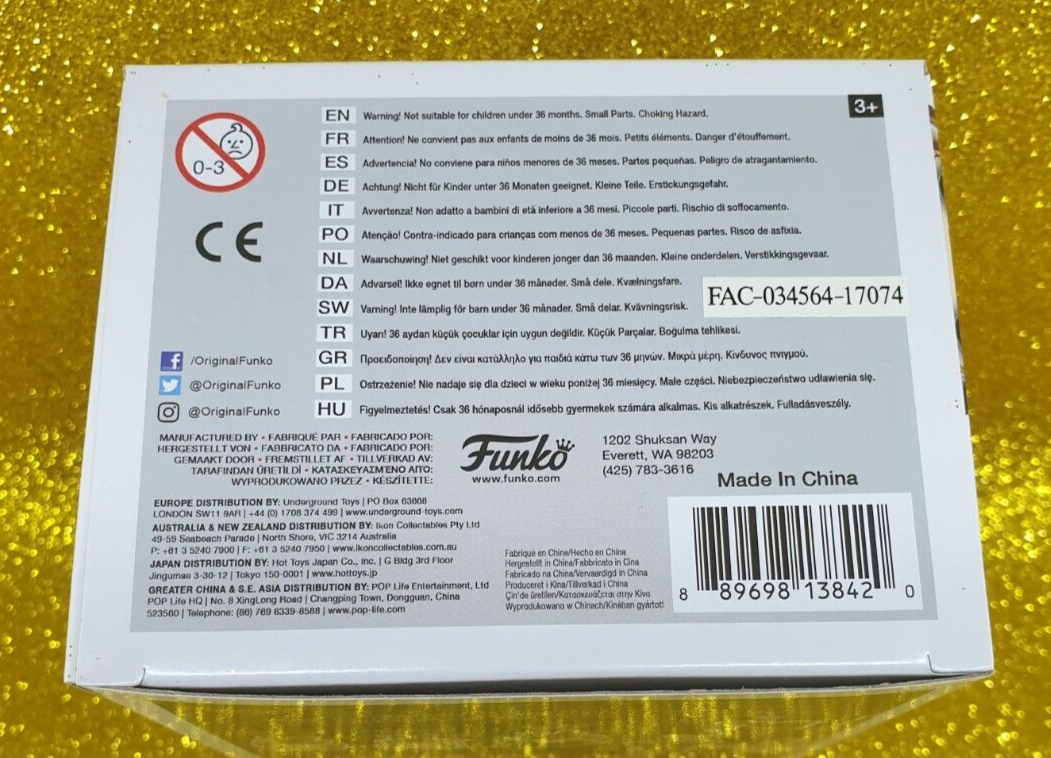 3+
0-3
CE
EN Warning! Not suitable for children under 36 months. Small Parts. Choking Hazard.
FR Attention! Ne convient pas aux enfants de moins de 36 mois. Petits éléments. Danger d'étouffement.
ES Advertencia! No conviene para niños menores de 36 meses. Partes pequeñas. Peligro de atragantamiento.
DE Achtung! Nicht für Kinder unter 36 Monaten geeignet. Kleine Teile. Erstickungsgefahr.
IT Avvertenza! Non adatto a bambini di età inferiore a 36 mesi. Piccole parti. Rischio di soffocamento.
PO Atenção! Contra-indicado para crianças com menos de 36 meses. Pequenas partes. Risco de asfixia.
NL Waarschuwing! Niet geschikt voor kinderen jonger dan 36 maanden. Kleine onderdelen. Verstikkingsgevaar.
DA Advarsel! Ikke egnet til børn under 36 måneder. Små dele. Kvælningsfare.
SW Varning! Inte lämplig för barn under 36 månader. Små delar. Kvävningsrisk.
FAC-034564-17074
TR Uyarı! 36 aydan küçük çocuklar için uygun değildir. Küçük Parçalar. Boğulma tehlikesi.
GR Προειδοποίηση! Δεν είναι κατάλληλο για παιδιά κάτω των 36 μηνών. Μικρά μέρη. Κίνδυνος πνιγμού.
PL Ostrzeżenie! Nie nadaje się dla dzieci w wieku poniżej 36 miesięcy. Małe części. Niebezpieczeństwo udławienia się.
HU Figyelmeztetés! Csak 36 hónaposnál idősebb gyermekek számára alkalmas. Kis alkatrészek. Fulladásveszély.
/OriginalFunko
@OriginalFunko
@OriginalFunko
MANUFACTURED BY • FABRIQUÉ PAR • FABRICADO POR:
HERGESTELLT VON • FABBRICATO DA • FABRICADO POR:
GEMAAKT DOOR • FREMSTILLET AF • TILLVERKAD AV:
TARAFINDAN ÜRETİLDİ • ΚΑΤΑΣΚΕΥΑΣΜΈΝΟ ΑΠΌ:
WYPRODUKOWANO PRZEZ • KÉSZÍTETTE:
Funko
www.funko.com
1202 Shuksan Way
Everett, WA 98203
(425) 783-3616
Made In China
EUROPE DISTRIBUTION BY: Underground Toys | PO Box 63668
LONDON SW11 9AR | +44 (0) 1708 374 499 | www.underground-toys.com
AUSTRALIA & NEW ZEALAND DISTRIBUTION BY: Ikon Collectables Pty Ltd
49-59 Seabeach Parade | North Shore, VIC 3214 Australia
P: +61 3 5240 7900 | F: +61 3 5240 7950 | www.ikoncollectables.com.au
JAPAN DISTRIBUTION BY: Hot Toys Japan Co., Inc. | G Bldg 3rd Floor
Jingumae 3-30-12 | Tokyo 150-0001 | www.hottoys.jp
GREATER CHINA & S.E. ASIA DISTRIBUTION BY: POP Life Entertainment, Ltd
POP Life HQ | No. 8 XingLong Road | Changping Town, Dongguan, China
523560 | Telephone: (86) 769 8339-8588 | www.pop-life.com
Fabriqué en Chine/Hecho en China
Hergestellt in China/Fabbricato in Cina
Fabricado na China/Vervaardigd in China
Produceret i Kina/Tillverkad i China
Çin'de üretilen/Κατασκευάζεται στην Κίνα
Wyprodukowano w Chinach/Kínában gyártott
8 89698 13842 0